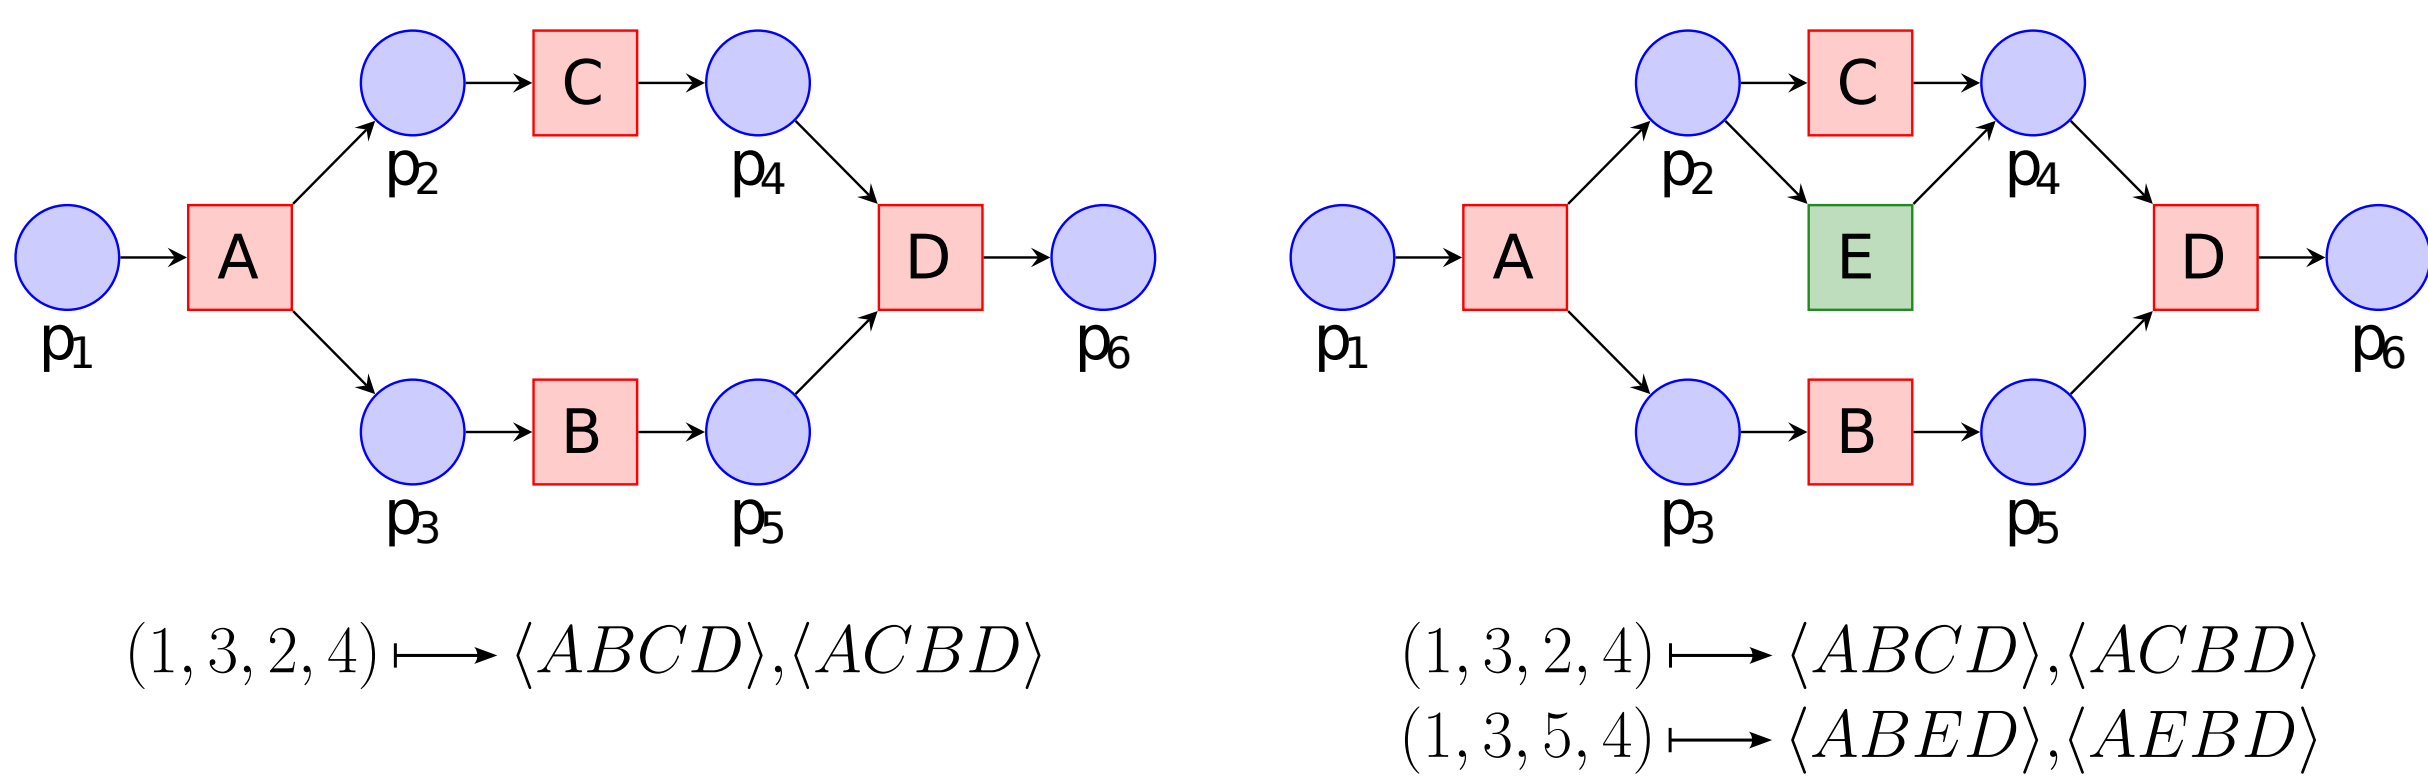 C C
p₂ p₄ p₂ p₄
A D A E D
p₁ p₆ p₁ p₆
B B
p₃ p₅ p₃ p₅
(1, 3, 2, 4) ⟼ ⟨ABCD⟩,⟨ACBD⟩ (1, 3, 2, 4) ⟼ ⟨ABCD⟩,⟨ACBD⟩
(1, 3, 5, 4) ⟼ ⟨ABED⟩,⟨AEBD⟩